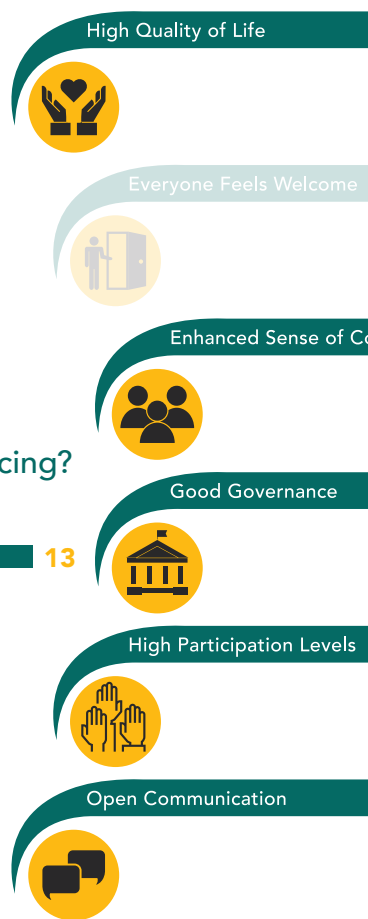 High Quality of Life
Everyone Feels Welcome
Enhanced Sense of Co
cing?
Good Governance
13
High Participation Levels
Open Communication